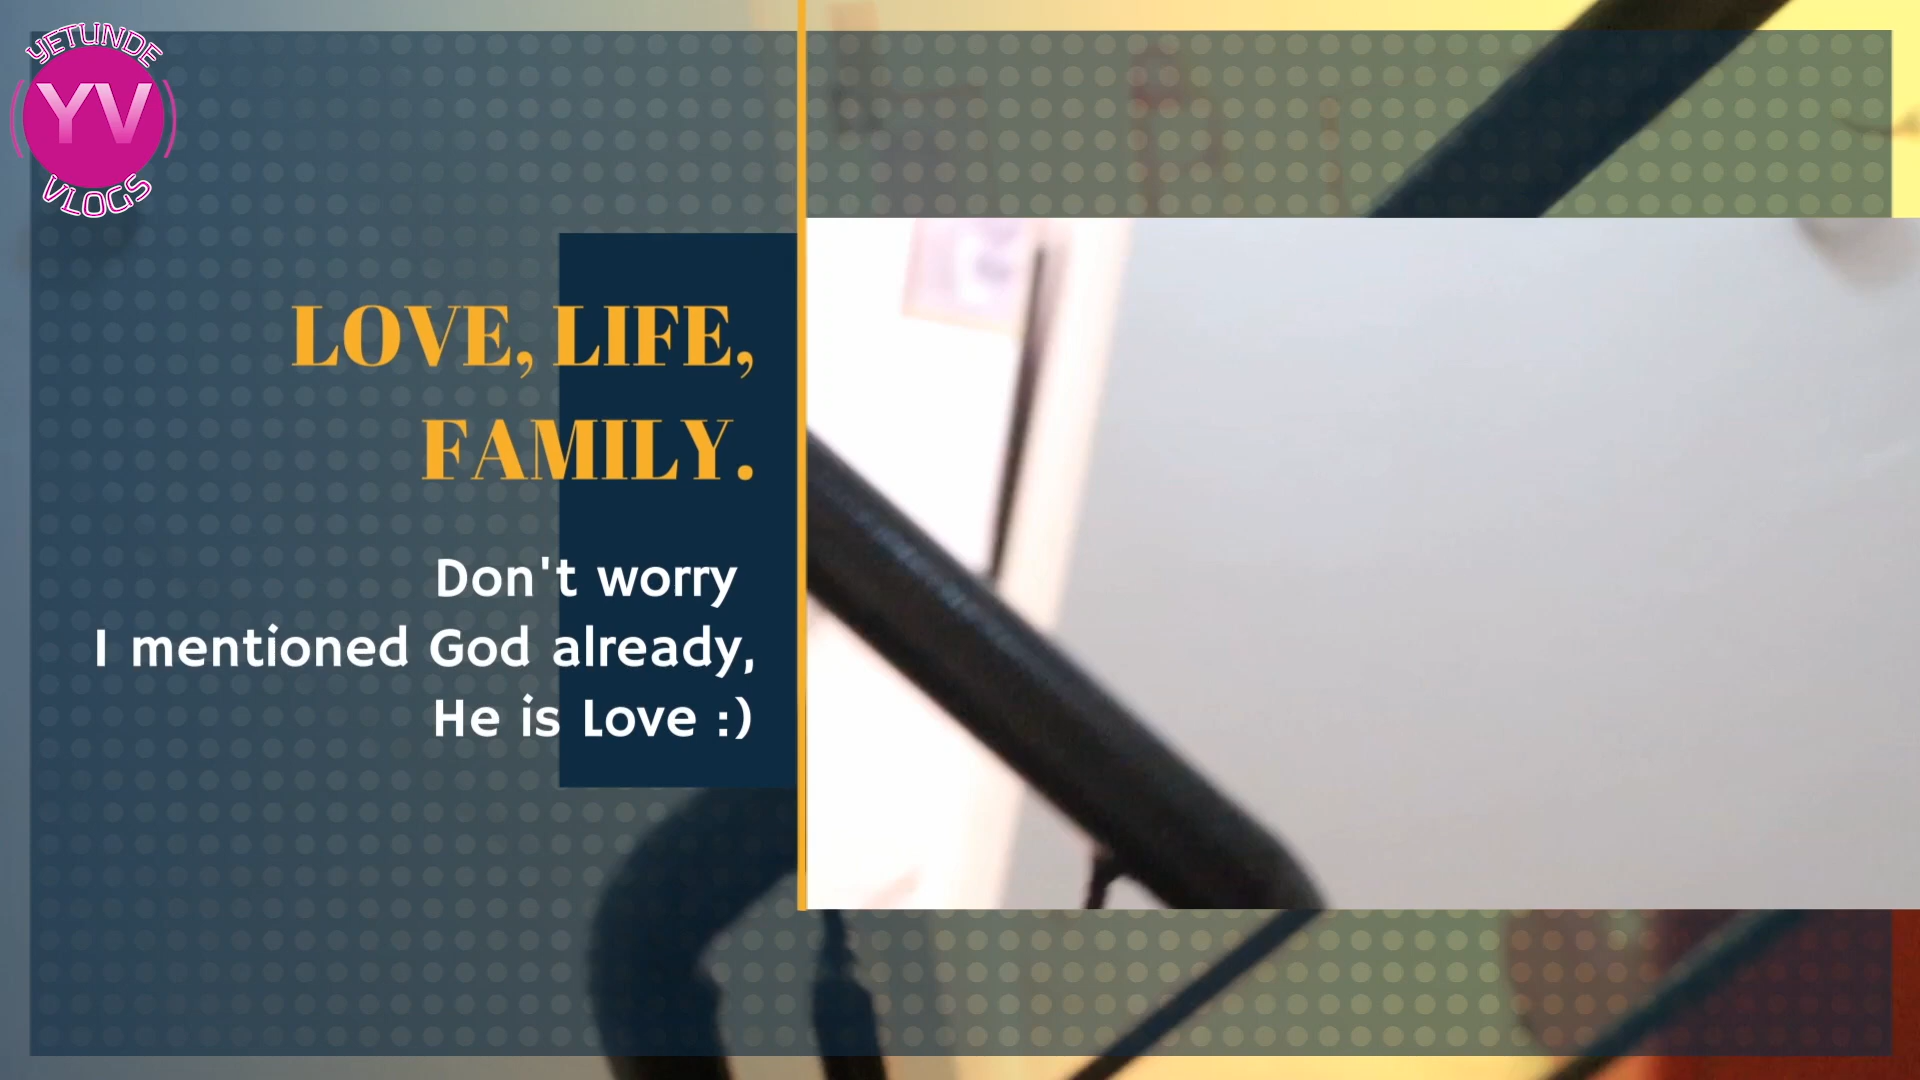 YETUNDE
YV
VLOGS
LOVE, LIFE,
FAMILY.
Don't worry
I mentioned God already,
He is Love :)